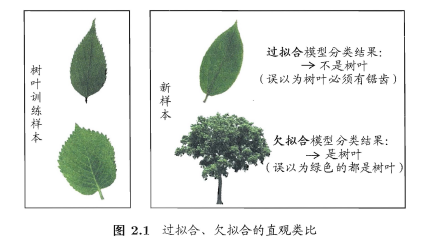 树叶训练样本
新样本
过拟合模型分类结果:
→不是树叶
(误以为树叶必须有锯齿)
欠拟合模型分类结果:
→是树叶
(误以为绿色的都是树叶)
图 2.1 过拟合、欠拟合的直观类比